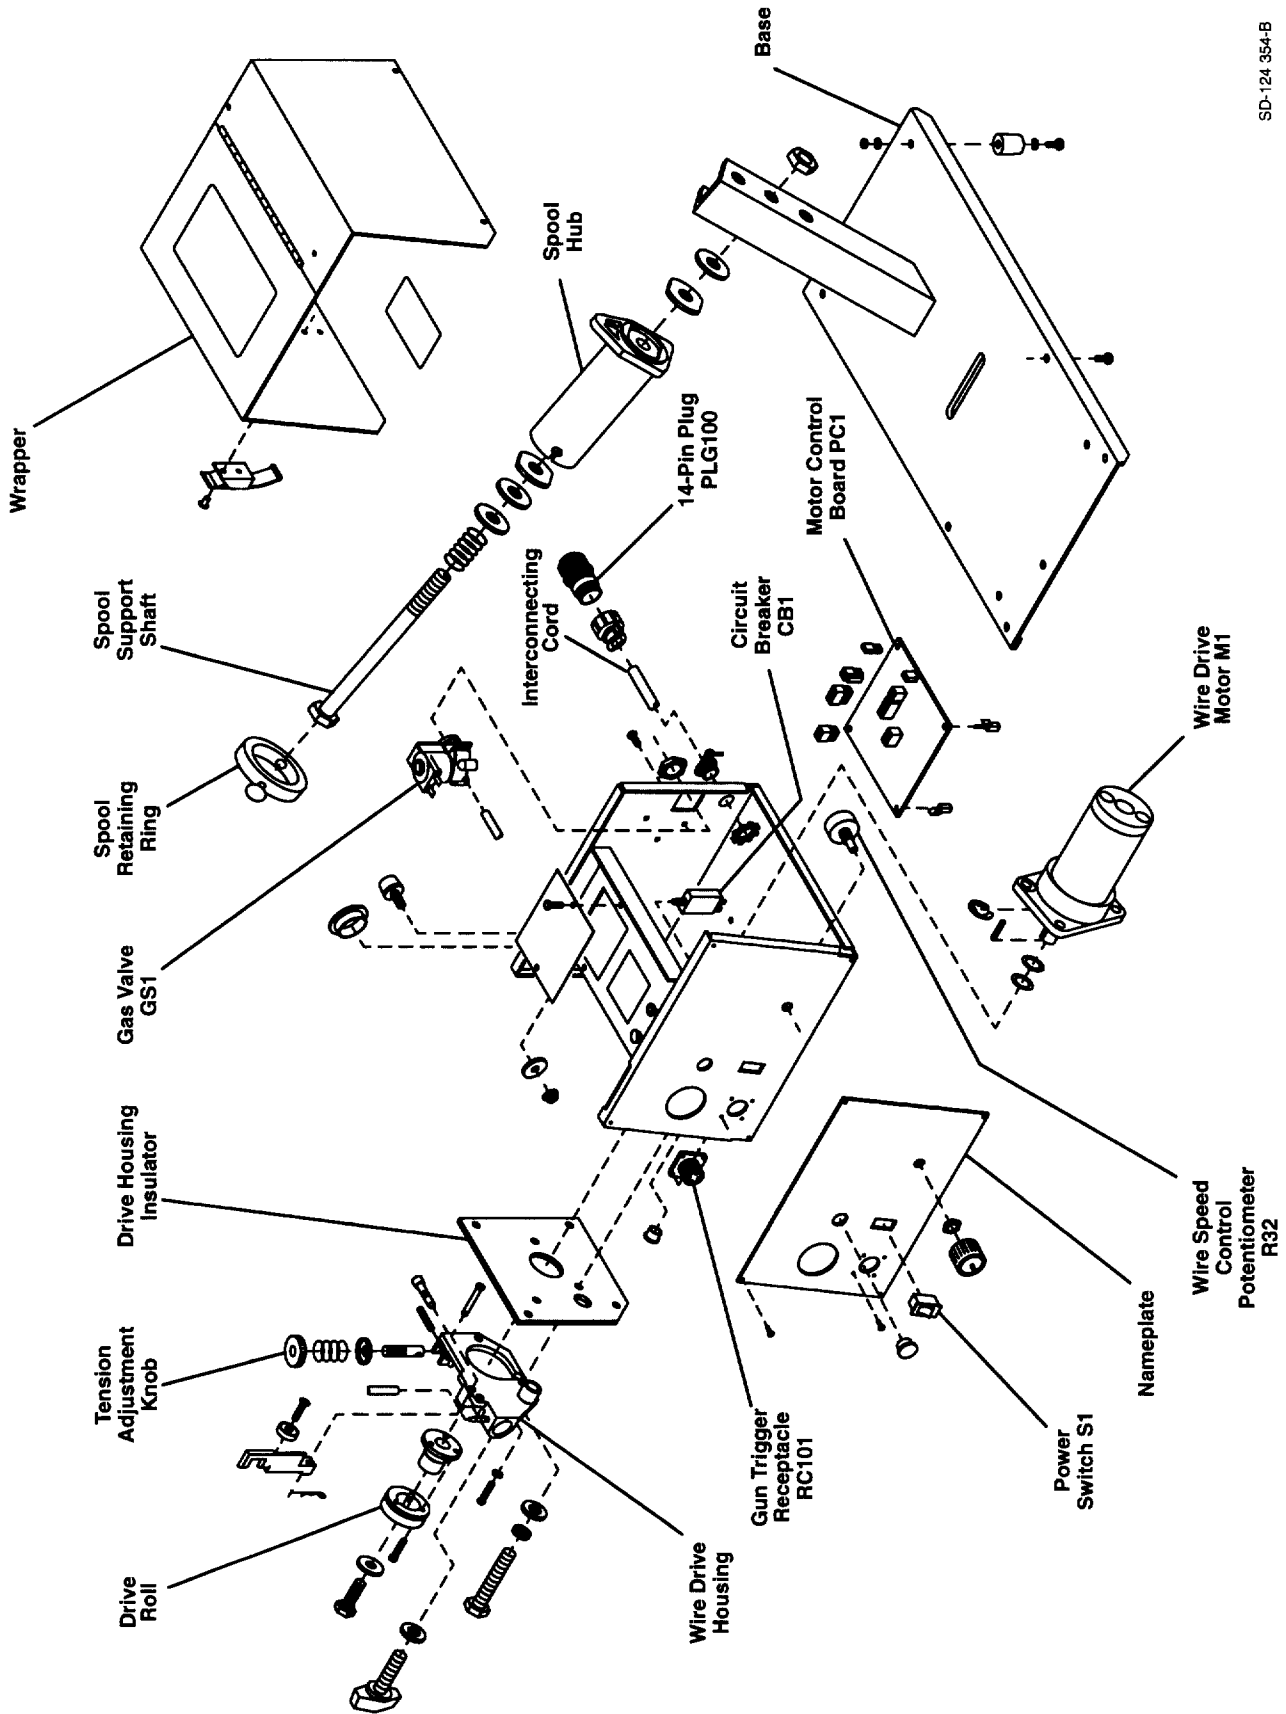 Wrapper
Spool
Support
Shaft
Spool
Retaining
Ring
Gas Valve
GS1
Drive Housing
Insulator
Tension
Adjustment
Knob
Drive
Roll
Base
Spool
Hub
14-Pin Plug
PLG100
Interconnecting
Cord
Motor Control
Board PC1
Circuit
Breaker
CB1
Wire Drive
Motor M1
Wire Speed
Control
Potentiometer
R32
Nameplate
Power
Switch S1
Gun Trigger
Receptacle
RC101
Wire Drive
Housing
SD-124 354-B